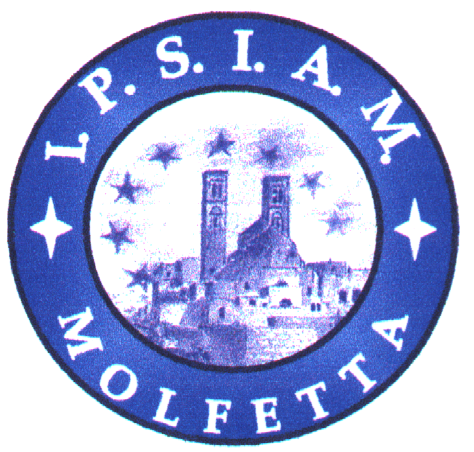 I. P. S. I. A. M.
MOLFETTA